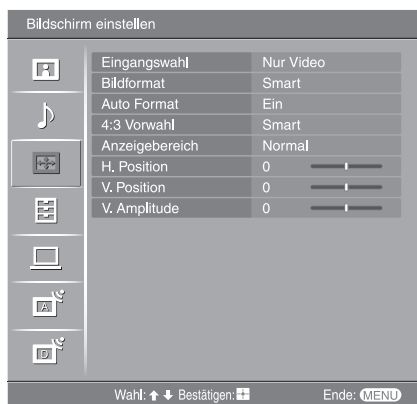 Bildschirm einstellen
Eingangswahl Nur Video
Bildformat Smart
Auto Format Ein
4:3 Vorwahl Smart
Anzeigebereich Normal
H. Position 0
V. Position 0
V. Amplitude 0
A
D
Wahl: ↑ ↓ Bestätigen: Ende: MENU